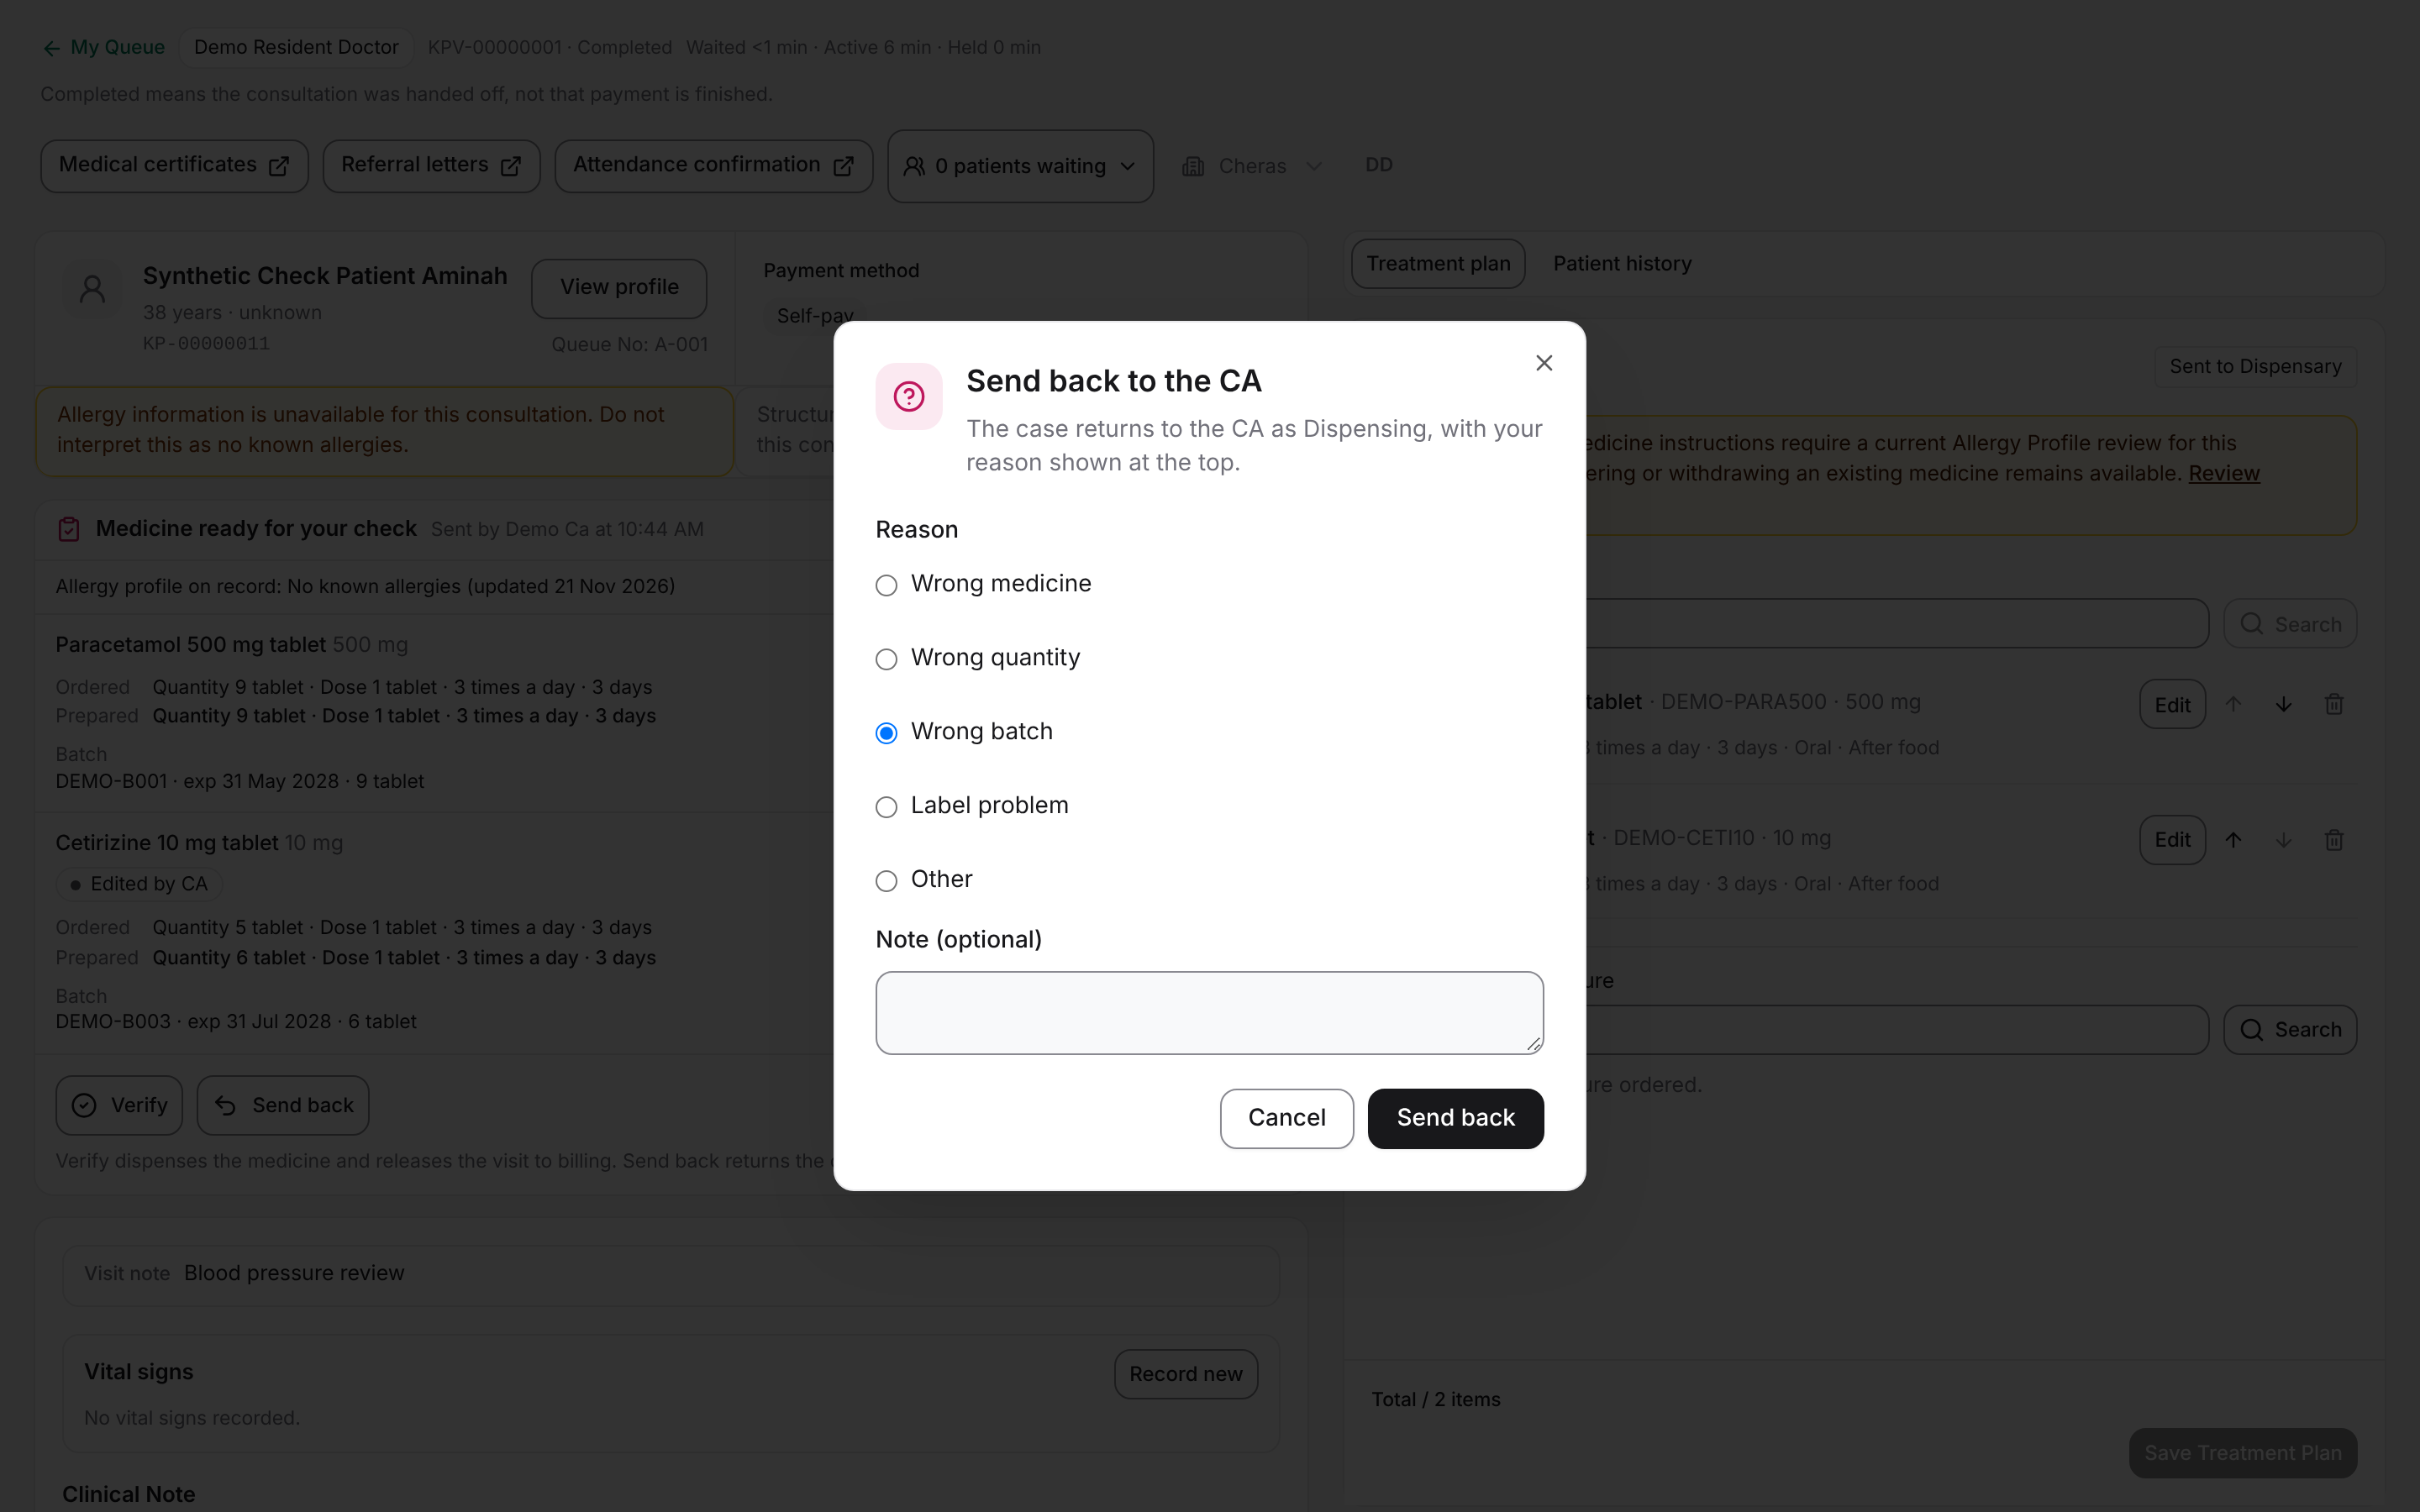 My Queue
Demo Resident Doctor
KPV-00000001 · Completed Waited <1 min · Active 6 min · Held 0 min
Completed means the consultation was handed off, not that payment is finished.
Medical certificates
Referral letters
Attendance confirmation
0 patients waiting
Cheras
DD
Synthetic Check Patient Aminah
38 years · unknown
KP-00000011
View profile
Queue No: A-001
Payment method
Self-pay
Allergy information is unavailable for this consultation. Do not
interpret this as no known allergies.
this
Medicine ready for your check Sent by Demo Ca at 10:44 AM
Allergy profile on record: No known allergies (updated 21 Nov 2026)
Paracetamol 500 mg tablet 500 mg
Ordered Quantity 9 tablet · Dose 1 tablet · 3 times a day · 3 days
Prepared Quantity 9 tablet · Dose 1 tablet · 3 times a day · 3 days
Batch
DEMO-B001 · exp 31 May 2028 · 9 tablet
Cetirizine 10 mg tablet 10 mg
Edited by CA
Ordered Quantity 5 tablet · Dose 1 tablet · 3 times a day · 3 days
Prepared Quantity 6 tablet · Dose 1 tablet · 3 times a day · 3 days
Batch
DEMO-B003 · exp 31 Jul 2028 · 6 tablet
Verify
Send back
Verify dispenses the medicine and releases the visit to billing. Send back returns the
Visit note Blood pressure review
Vital signs
Record new
No vital signs recorded.
Clinical Note
Send back to the CA
The case returns to the CA as Dispensing, with your
reason shown at the top.
Reason
Wrong medicine
Wrong quantity
Wrong batch
Label problem
Other
Note (optional)
Cancel
Send back
Treatment plan
Patient history
Sent to Dispensary
instructions require a current Allergy Profile review for this
or withdrawing an existing medicine remains available. Review
Search
tablet · DEMO-PARA500 · 500 mg
Edit
times a day · 3 days · Oral · After food
· DEMO-CETI10 · 10 mg
Edit
times a day · 3 days · Oral · After food
Search
ordered.
Total / 2 items
Save Treatment Plan